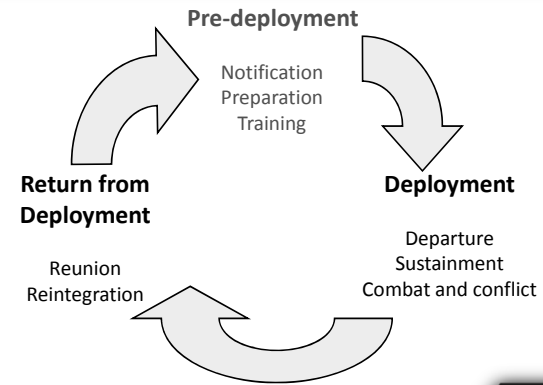 Pre-deployment
Notification
Preparation
Training
Deployment
Departure
Sustainment
Combat and conflict
Return from
Deployment
Reunion
Reintegration